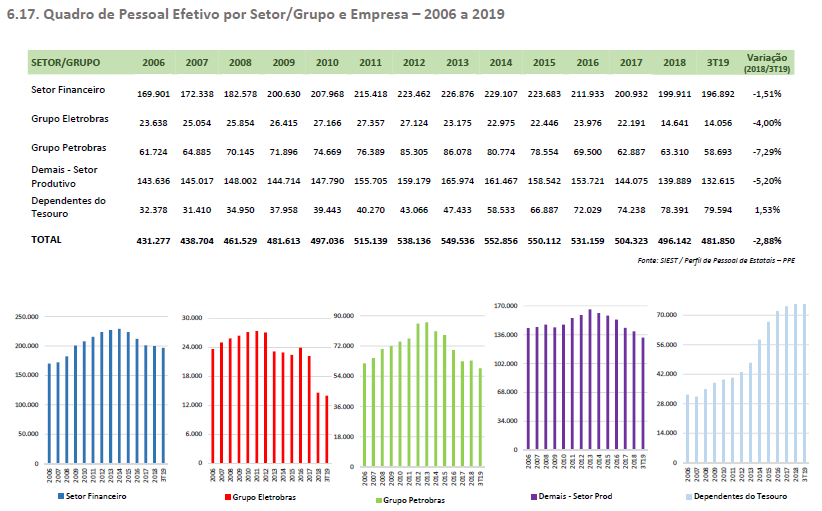 6.17. Quadro de Pessoal Efetivo por Setor/Grupo e Empresa – 2006 a 2019
SETOR/GRUPO 2006 2007 2008 2009 2010 2011 2012 2013 2014 2015 2016 2017 2018 3T19 Variação (2018/3T19)
Setor Financeiro 169.901 172.338 182.578 200.630 207.968 215.418 223.462 226.876 229.107 223.683 211.933 200.932 199.911 196.892 -1,51%
Grupo Eletrobras 23.638 25.054 25.854 26.415 27.166 27.357 27.124 23.175 22.975 22.446 23.976 22.191 14.641 14.056 -4,00%
Grupo Petrobras 61.724 64.885 70.145 71.896 74.669 76.389 85.305 86.078 80.774 78.554 69.500 62.887 63.310 58.693 -7,29%
Demais - Setor
Produtivo 143.636 145.017 148.002 144.714 147.790 155.705 159.179 165.974 161.467 158.542 153.721 144.075 139.889 132.615 -5,20%
Dependentes do
Tesouro 32.378 31.410 34.950 37.958 39.443 40.270 43.066 47.433 58.533 66.887 72.029 74.238 78.391 79.594 1,53%
TOTAL 431.277 438.704 461.529 481.613 497.036 515.139 538.136 549.536 552.856 550.112 531.159 504.323 496.142 481.850 -2,88%
Fonte: SIEST / Perfil de Pessoal de Estatais – PPE
250.000
200.000
150.000
100.000
50.000
0
2006 2007 2008 2009 2010 2011 2012 2013 2014 2015 2016 2017 2018 3T19
Setor Financeiro
30.000
24.000
18.000
12.000
6.000
0
2006 2007 2008 2009 2010 2011 2012 2013 2014 2015 2016 2017 2018 3T19
Grupo Eletrobras
90.000
72.000
54.000
36.000
18.000
0
2006 2007 2008 2009 2010 2011 2012 2013 2014 2015 2016 2017 2018 3T19
Grupo Petrobras
170.000
136.000
102.000
68.000
34.000
0
2006 2007 2008 2009 2010 2011 2012 2013 2014 2015 2016 2017 2018 3T19
Demais - Setor Prod
70.000
56.000
42.000
28.000
14.000
0
2006 2007 2008 2009 2010 2011 2012 2013 2014 2015 2016 2017 2018 3T19
Dependentes do Tesouro